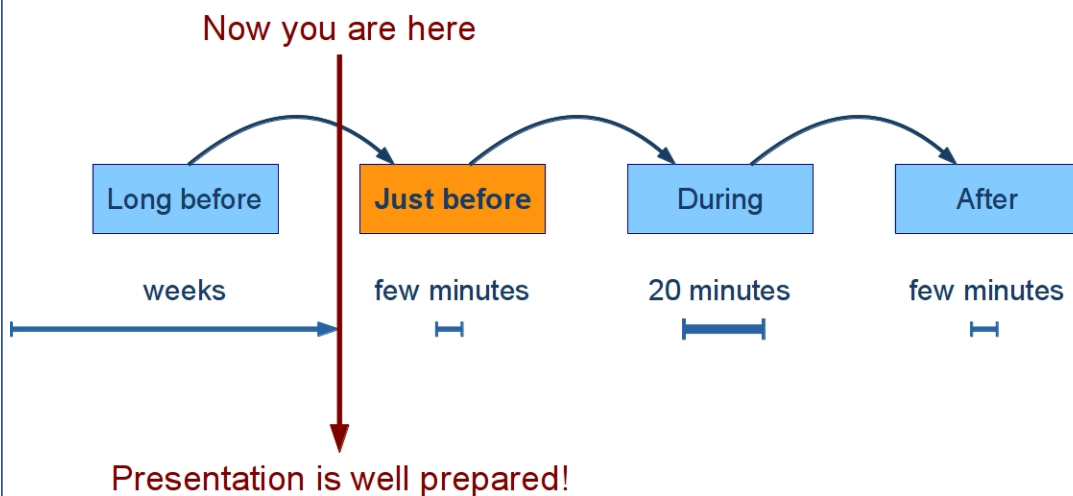 Now you are here
Long before
Just before
During
After
weeks
few minutes
20 minutes
few minutes
Presentation is well prepared!